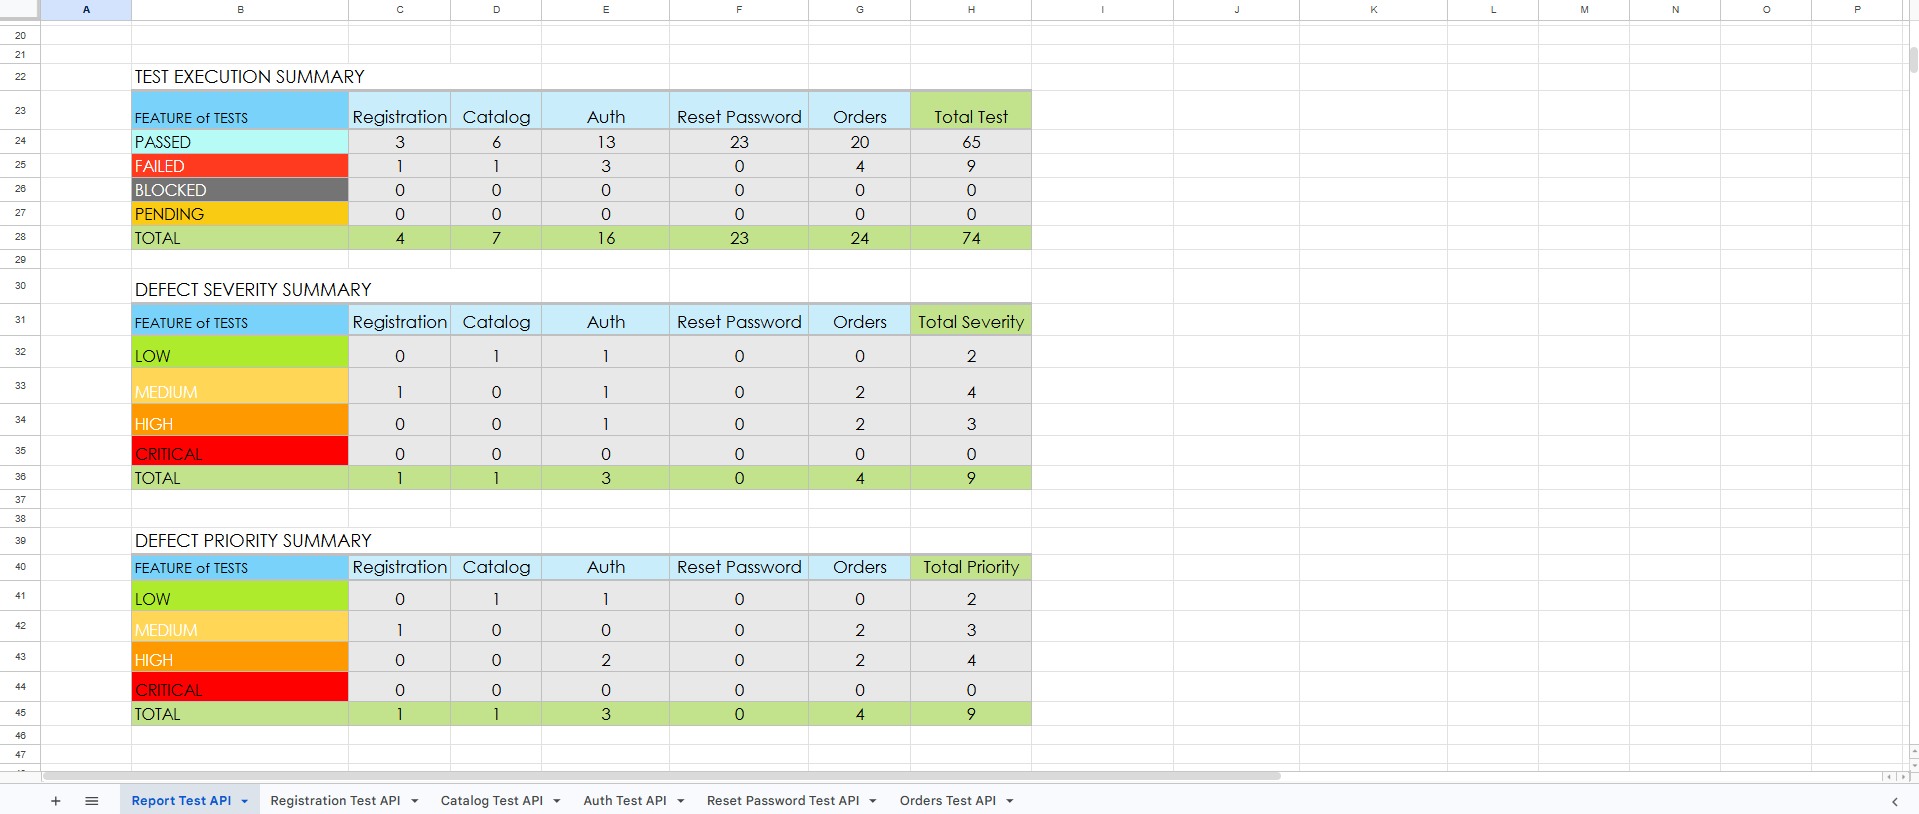 A B C D E F G H I J K L M N O P
20
21
22 TEST EXECUTION SUMMARY
23 FEATURE of TESTS Registration Catalog Auth Reset Password Orders Total Test
24 PASSED 3 6 13 23 20 65
25 FAILED 1 1 3 0 4 9
26 BLOCKED 0 0 0 0 0 0
27 PENDING 0 0 0 0 0 0
28 TOTAL 4 7 16 23 24 74
29
30 DEFECT SEVERITY SUMMARY
31 FEATURE of TESTS Registration Catalog Auth Reset Password Orders Total Severity
32 LOW 0 1 1 0 0 2
33 MEDIUM 1 0 1 0 2 4
34 HIGH 0 0 1 0 2 3
35 CRITICAL 0 0 0 0 0 0
36 TOTAL 1 1 3 0 4 9
37
38
39 DEFECT PRIORITY SUMMARY
40 FEATURE of TESTS Registration Catalog Auth Reset Password Orders Total Priority
41 LOW 0 1 1 0 0 2
42 MEDIUM 1 0 0 0 2 3
43 HIGH 0 0 2 0 2 4
44 CRITICAL 0 0 0 0 0 0
45 TOTAL 1 1 3 0 4 9
46
47
Report Test API Registration Test API Catalog Test API Auth Test API Reset Password Test API Orders Test API